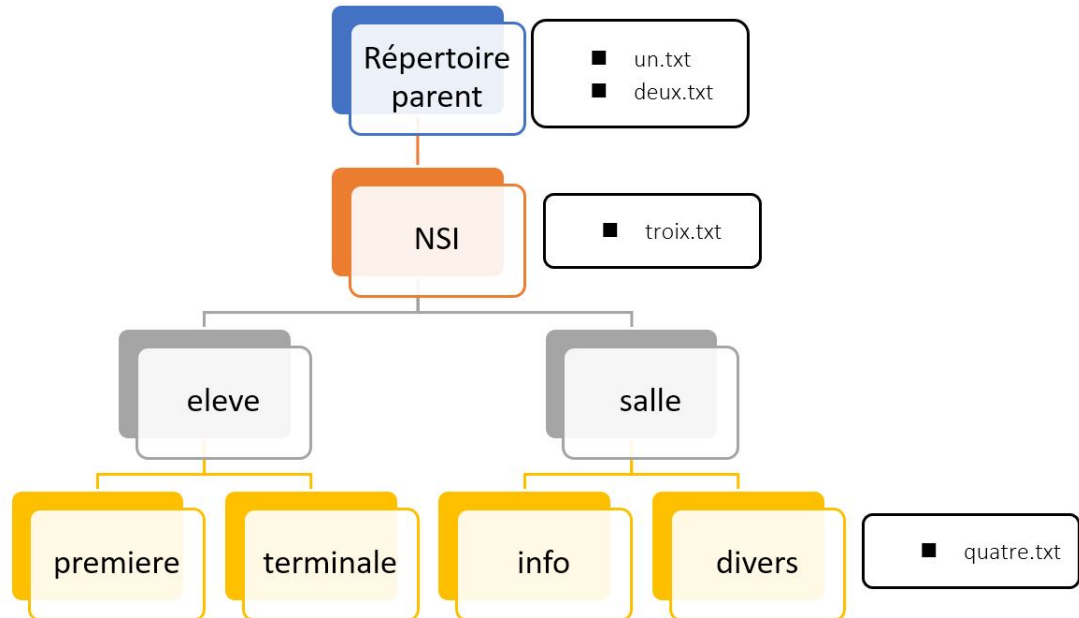 Répertoire
parent
■ un.txt
■ deux.txt
NSI
■ troix.txt
eleve
salle
premiere
terminale
info
divers
■ quatre.txt